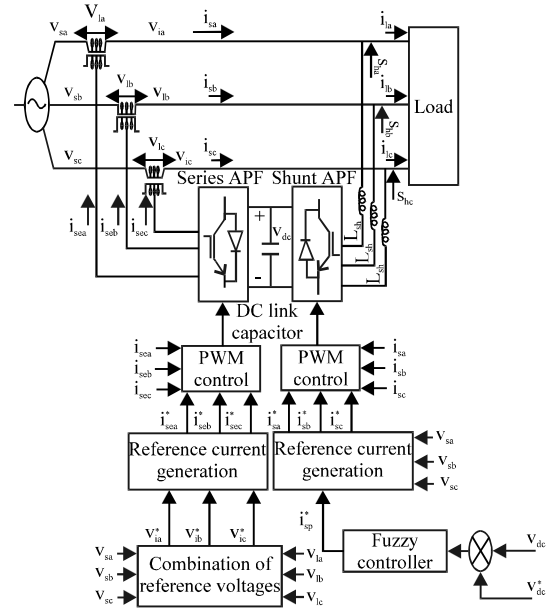 V_la
v_sa v_ia i_sa i_la
S_ha
v_lb
v_sb v_lb i_sb i_lb
S_hb
Load
v_lc
v_sc v_ic i_sc i_lc
S_hc
Series APF Shunt APF
i_sea i_seb i_sec
+ v_dc -
L_sh L_sh L_sh
DC link
capacitor
i_sea
i_seb
i_sec
PWM
control
PWM
control
i_sa
i_sb
i_sc
i*_sea i*_seb i*_sec
i*_sa i*_sb i*_sc
Reference current
generation
Reference current
generation
v_sa
v_sb
v_sc
v*_ia v*_ib v*_ic
i*_sp
v_sa
v_sb
v_sc
Combination of
reference voltages
v_la
v_lb
v_lc
Fuzzy
controller
v_dc
v*_dc